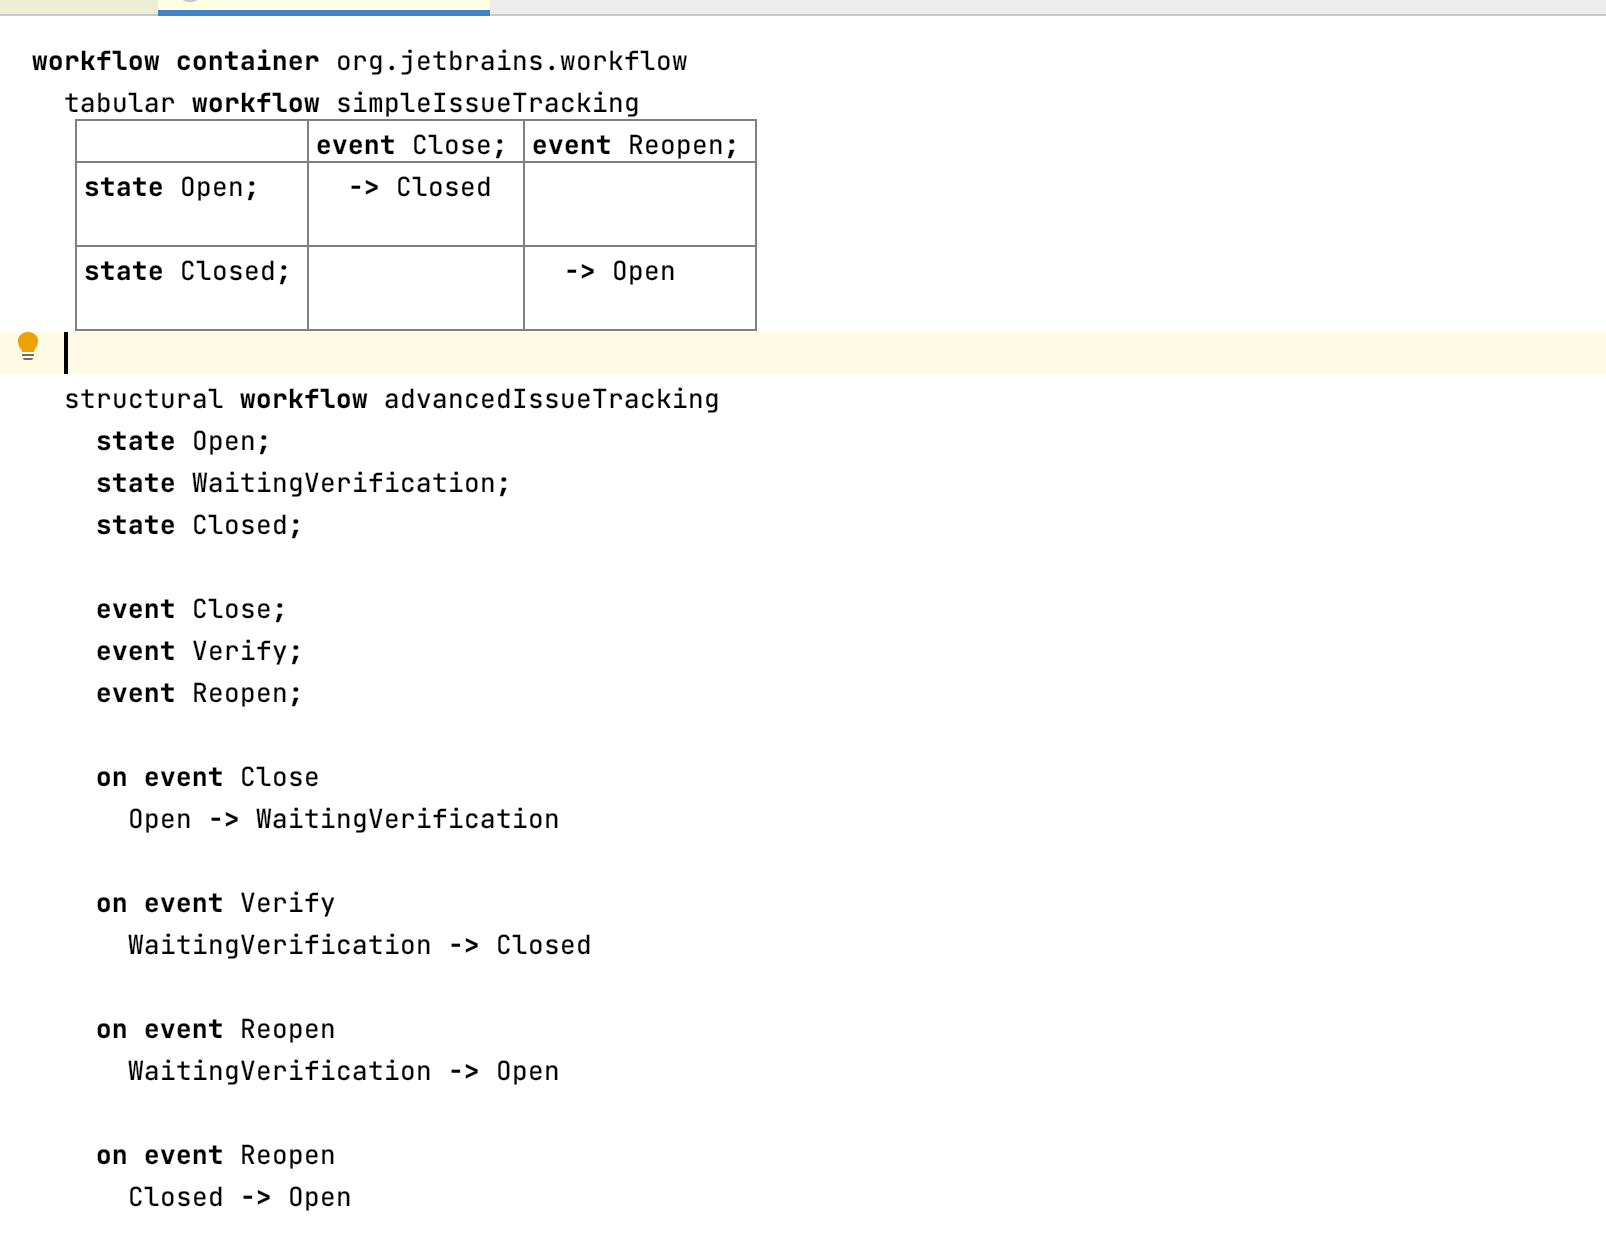 workflow container org.jetbrains.workflow
tabular workflow simpleIssueTracking
event Close; event Reopen;
state Open; -> Closed
state Closed; -> Open
structural workflow advancedIssueTracking
state Open;
state WaitingVerification;
state Closed;
event Close;
event Verify;
event Reopen;
on event Close
Open -> WaitingVerification
on event Verify
WaitingVerification -> Closed
on event Reopen
WaitingVerification -> Open
on event Reopen
Closed -> Open